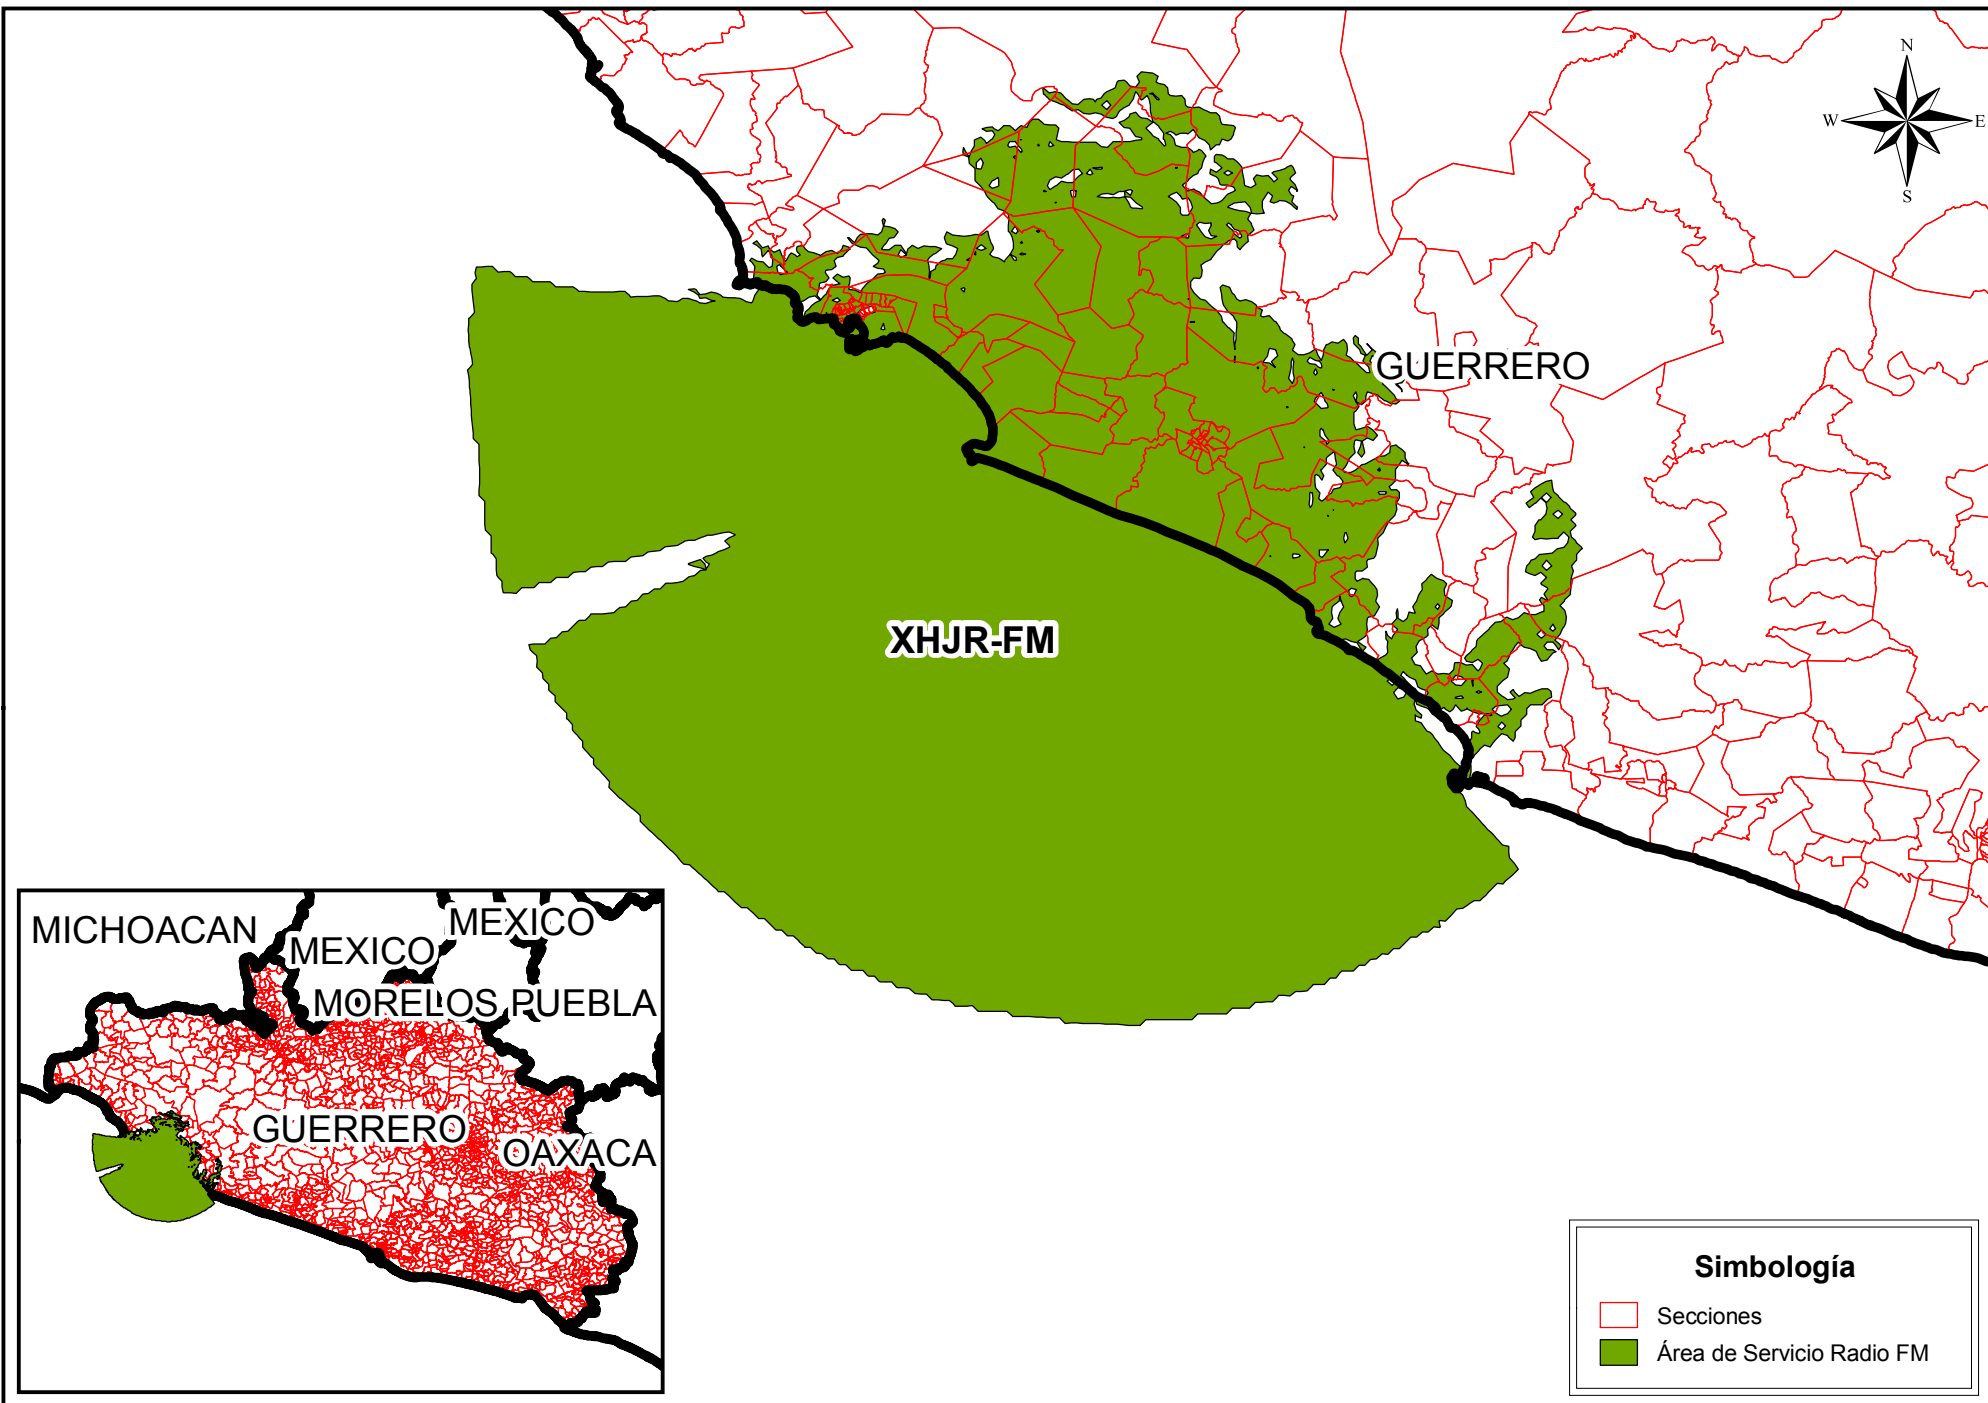 N
W E
S
GUERRERO
XHJR-FM
MICHOACAN
MEXICO
MEXICO
MORELOS
PUEBLA
GUERRERO
OAXACA
Simbología
Secciones
Área de Servicio Radio FM